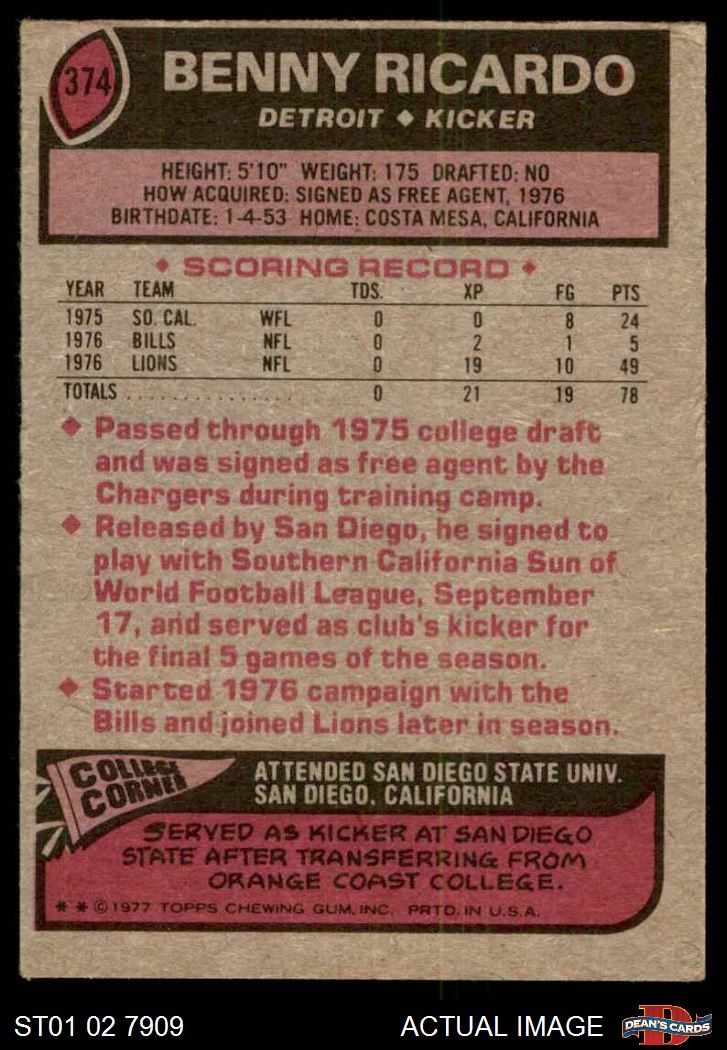 374
BENNY RICARDO
DETROIT ◆ KICKER
HEIGHT: 5'10" WEIGHT: 175 DRAFTED: NO
HOW ACQUIRED: SIGNED AS FREE AGENT, 1976
BIRTHDATE: 1-4-53 HOME: COSTA MESA, CALIFORNIA
◆ SCORING RECORD ◆
YEAR TEAM TDS. XP FG PTS
1975 SO. CAL. WFL 0 0 8 24
1976 BILLS NFL 0 2 1 5
1976 LIONS NFL 0 19 10 49
TOTALS . . . . . . . . . . . . . . . 0 21 19 78
◆ Passed through 1975 college draft
and was signed as free agent by the
Chargers during training camp.
◆ Released by San Diego, he signed to
play with Southern California Sun of
World Football League, September
17, and served as club's kicker for
the final 5 games of the season.
◆ Started 1976 campaign with the
Bills and joined Lions later in season.
COLLEGE
CORNER
ATTENDED SAN DIEGO STATE UNIV.
SAN DIEGO, CALIFORNIA
SERVED AS KICKER AT SAN DIEGO
STATE AFTER TRANSFERRING FROM
ORANGE COAST COLLEGE.
* * © 1977 TOPPS CHEWING GUM, INC. PRTD. IN U.S.A.
ST01 02 7909
ACTUAL IMAGE
D
DEAN'S CARDS